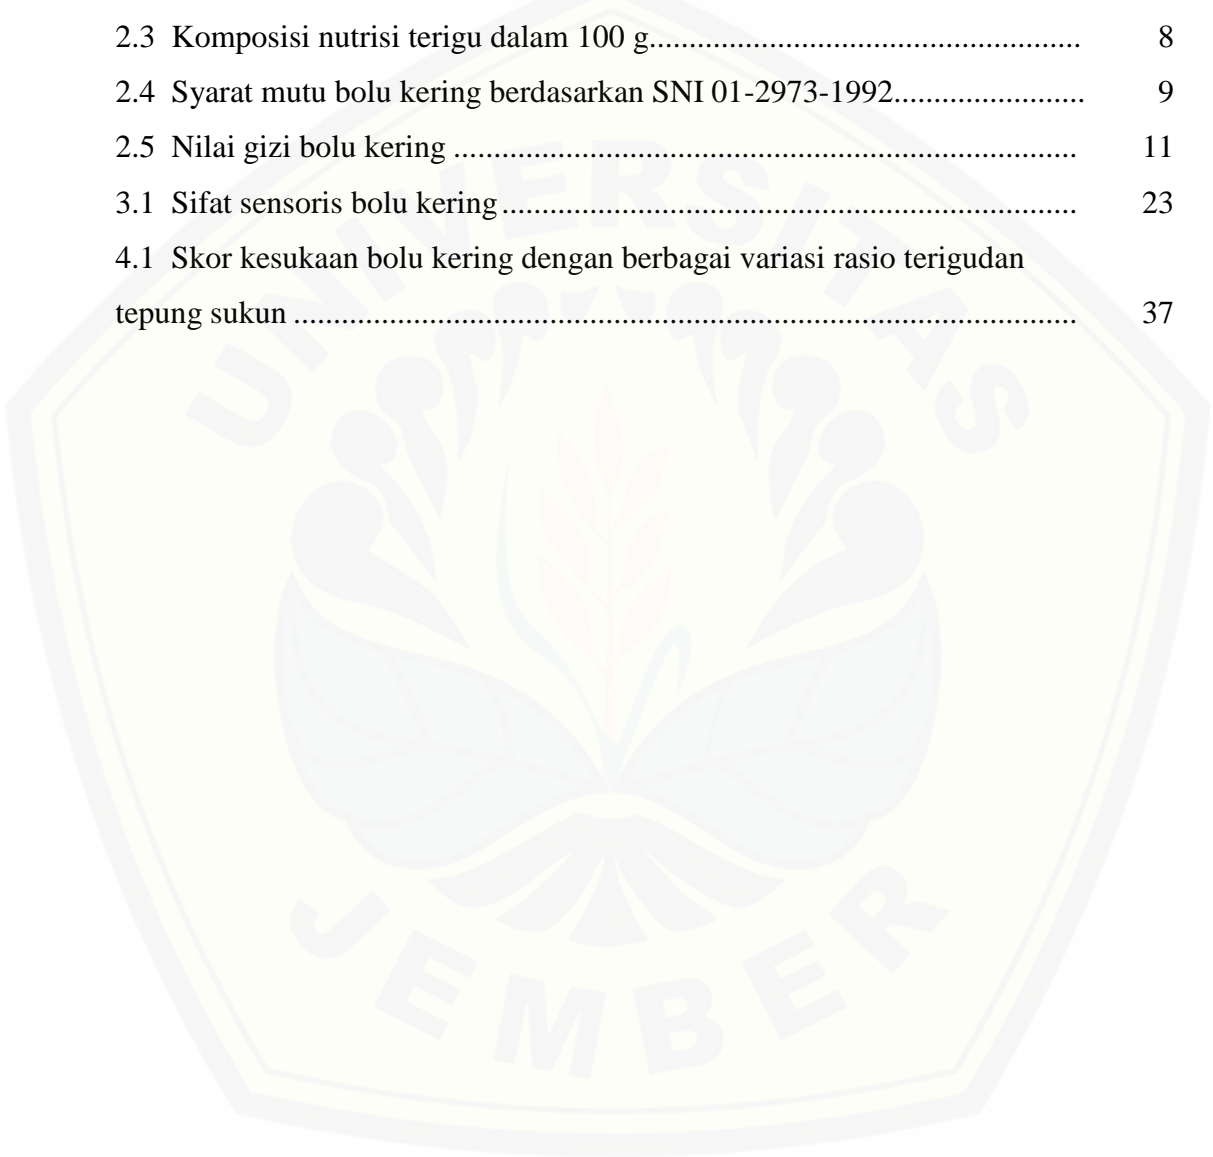 2.3 Komposisi nutrisi terigu dalam 100 g...................................................... 8
2.4 Syarat mutu bolu kering berdasarkan SNI 01-2973-1992........................ 9
2.5 Nilai gizi bolu kering .............................................................................. 11
3.1 Sifat sensoris bolu kering........................................................................ 23
4.1 Skor kesukaan bolu kering dengan berbagai variasi rasio terigudan
tepung sukun .................................................................................................. 37
UNIVERSITAS
JEMBER